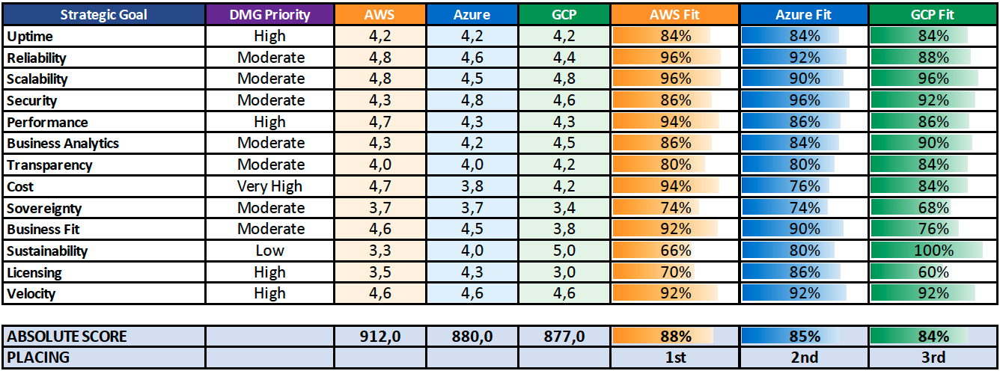 Strategic Goal DMG Priority AWS Azure GCP AWS Fit Azure Fit GCP Fit
Uptime High 4,2 4,2 4,2 84% 84% 84%
Reliability Moderate 4,8 4,6 4,4 96% 92% 88%
Scalability Moderate 4,8 4,5 4,8 96% 90% 96%
Security Moderate 4,3 4,8 4,6 86% 96% 92%
Performance High 4,7 4,3 4,3 94% 86% 86%
Business Analytics Moderate 4,3 4,2 4,5 86% 84% 90%
Transparency Moderate 4,0 4,0 4,2 80% 80% 84%
Cost Very High 4,7 3,8 4,2 94% 76% 84%
Sovereignty Moderate 3,7 3,7 3,4 74% 74% 68%
Business Fit Moderate 4,6 4,5 3,8 92% 90% 76%
Sustainability Low 3,3 4,0 5,0 66% 80% 100%
Licensing High 3,5 4,3 3,0 70% 86% 60%
Velocity High 4,6 4,6 4,6 92% 92% 92%
ABSOLUTE SCORE 912,0 880,0 877,0 88% 85% 84%
PLACING 1st 2nd 3rd